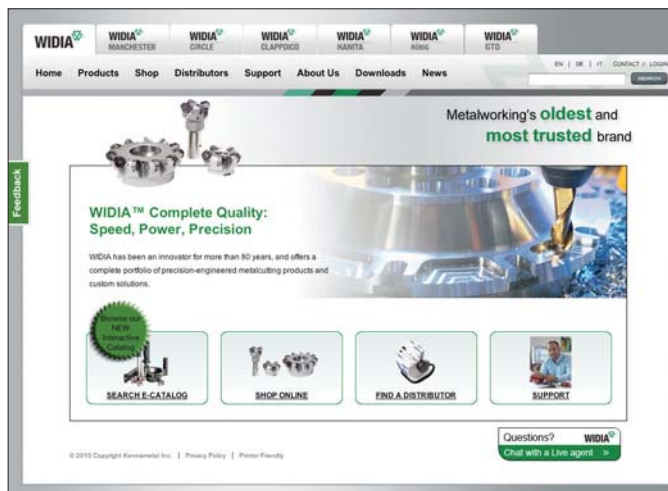 WIDIA
WIDIA MANCHESTER
WIDIA CIRCLE
WIDIA CLAPPDICO
WIDIA HANITA
WIDIA RÜBIG
WIDIA GTD
EN | DE | IT CONTACT :: LOGIN
Home Products Shop Distributors Support About Us Downloads News
SEARCH
Metalworking's oldest and
most trusted brand
Feedback
WIDIA™ Complete Quality:
Speed, Power, Precision
WIDIA has been an innovator for more than 80 years, and offers a
complete portfolio of precision-engineered metalcutting products and
custom solutions.
Browse our
NEW
Interactive
Catalog
SEARCH E-CATALOG
SHOP ONLINE
FIND A DISTRIBUTOR
SUPPORT
Questions? WIDIA
Chat with a Live agent »
© 2010 Copyright Kennametal Inc. | Privacy Policy | Printer Friendly